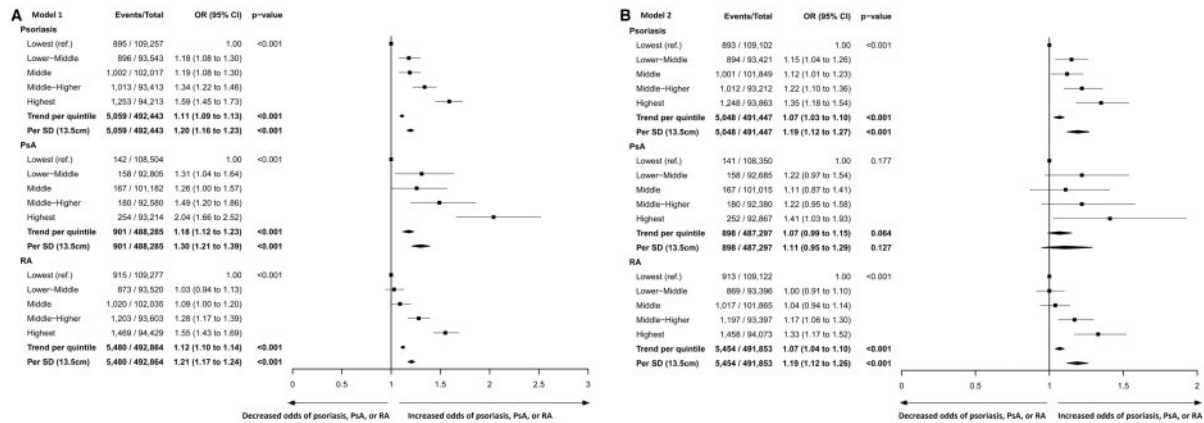 A
Model 1 Events/Total OR (95% CI) p−value
Psoriasis
Lowest (ref.) 895 / 109,257 1.00 <0.001
Lower−Middle 896 / 93,543 1.18 (1.08 to 1.30)
Middle 1,002 / 102,017 1.19 (1.08 to 1.30)
Middle−Higher 1,013 / 93,413 1.34 (1.22 to 1.46)
Highest 1,253 / 94,213 1.59 (1.45 to 1.73)
Trend per quintile 5,059 / 492,443 1.11 (1.09 to 1.13) <0.001
Per SD (13.5cm) 5,059 / 492,443 1.20 (1.16 to 1.23) <0.001
PsA
Lowest (ref.) 142 / 108,504 1.00 <0.001
Lower−Middle 158 / 92,805 1.31 (1.04 to 1.64)
Middle 167 / 101,182 1.26 (1.00 to 1.57)
Middle−Higher 180 / 92,580 1.49 (1.20 to 1.86)
Highest 254 / 93,214 2.04 (1.66 to 2.52)
Trend per quintile 901 / 488,285 1.18 (1.12 to 1.23) <0.001
Per SD (13.5cm) 901 / 488,285 1.30 (1.21 to 1.39) <0.001
RA
Lowest (ref.) 915 / 109,277 1.00 <0.001
Lower−Middle 873 / 93,520 1.03 (0.94 to 1.13)
Middle 1,020 / 102,035 1.09 (1.00 to 1.20)
Middle−Higher 1,203 / 93,603 1.28 (1.17 to 1.39)
Highest 1,469 / 94,429 1.55 (1.43 to 1.69)
Trend per quintile 5,480 / 492,864 1.12 (1.10 to 1.14) <0.001
Per SD (13.5cm) 5,480 / 492,864 1.21 (1.17 to 1.24) <0.001
0 0.5 1 1.5 2 2.5 3
Decreased odds of psoriasis, PsA, or RA Increased odds of psoriasis, PsA, or RA
B
Model 2 Events/Total OR (95% CI) p−value
Psoriasis
Lowest (ref.) 893 / 109,102 1.00 <0.001
Lower−Middle 894 / 93,421 1.15 (1.04 to 1.26)
Middle 1,001 / 101,849 1.12 (1.01 to 1.23)
Middle−Higher 1,012 / 93,212 1.22 (1.10 to 1.36)
Highest 1,248 / 93,863 1.35 (1.18 to 1.54)
Trend per quintile 5,048 / 491,447 1.07 (1.03 to 1.10) <0.001
Per SD (13.5cm) 5,048 / 491,447 1.19 (1.12 to 1.27) <0.001
PsA
Lowest (ref.) 141 / 108,350 1.00 0.177
Lower−Middle 158 / 92,685 1.22 (0.97 to 1.54)
Middle 167 / 101,015 1.11 (0.87 to 1.41)
Middle−Higher 180 / 92,380 1.22 (0.95 to 1.58)
Highest 252 / 92,867 1.41 (1.03 to 1.93)
Trend per quintile 898 / 487,297 1.07 (0.99 to 1.15) 0.064
Per SD (13.5cm) 898 / 487,297 1.11 (0.95 to 1.29) 0.127
RA
Lowest (ref.) 913 / 109,122 1.00 <0.001
Lower−Middle 869 / 93,396 1.00 (0.91 to 1.10)
Middle 1,017 / 101,865 1.04 (0.94 to 1.14)
Middle−Higher 1,197 / 93,397 1.17 (1.06 to 1.30)
Highest 1,458 / 94,073 1.33 (1.17 to 1.52)
Trend per quintile 5,454 / 491,853 1.07 (1.04 to 1.10) <0.001
Per SD (13.5cm) 5,454 / 491,853 1.19 (1.12 to 1.26) <0.001
0 0.5 1 1.5 2
Decreased odds of psoriasis, PsA, or RA Increased odds of psoriasis, PsA, or RA